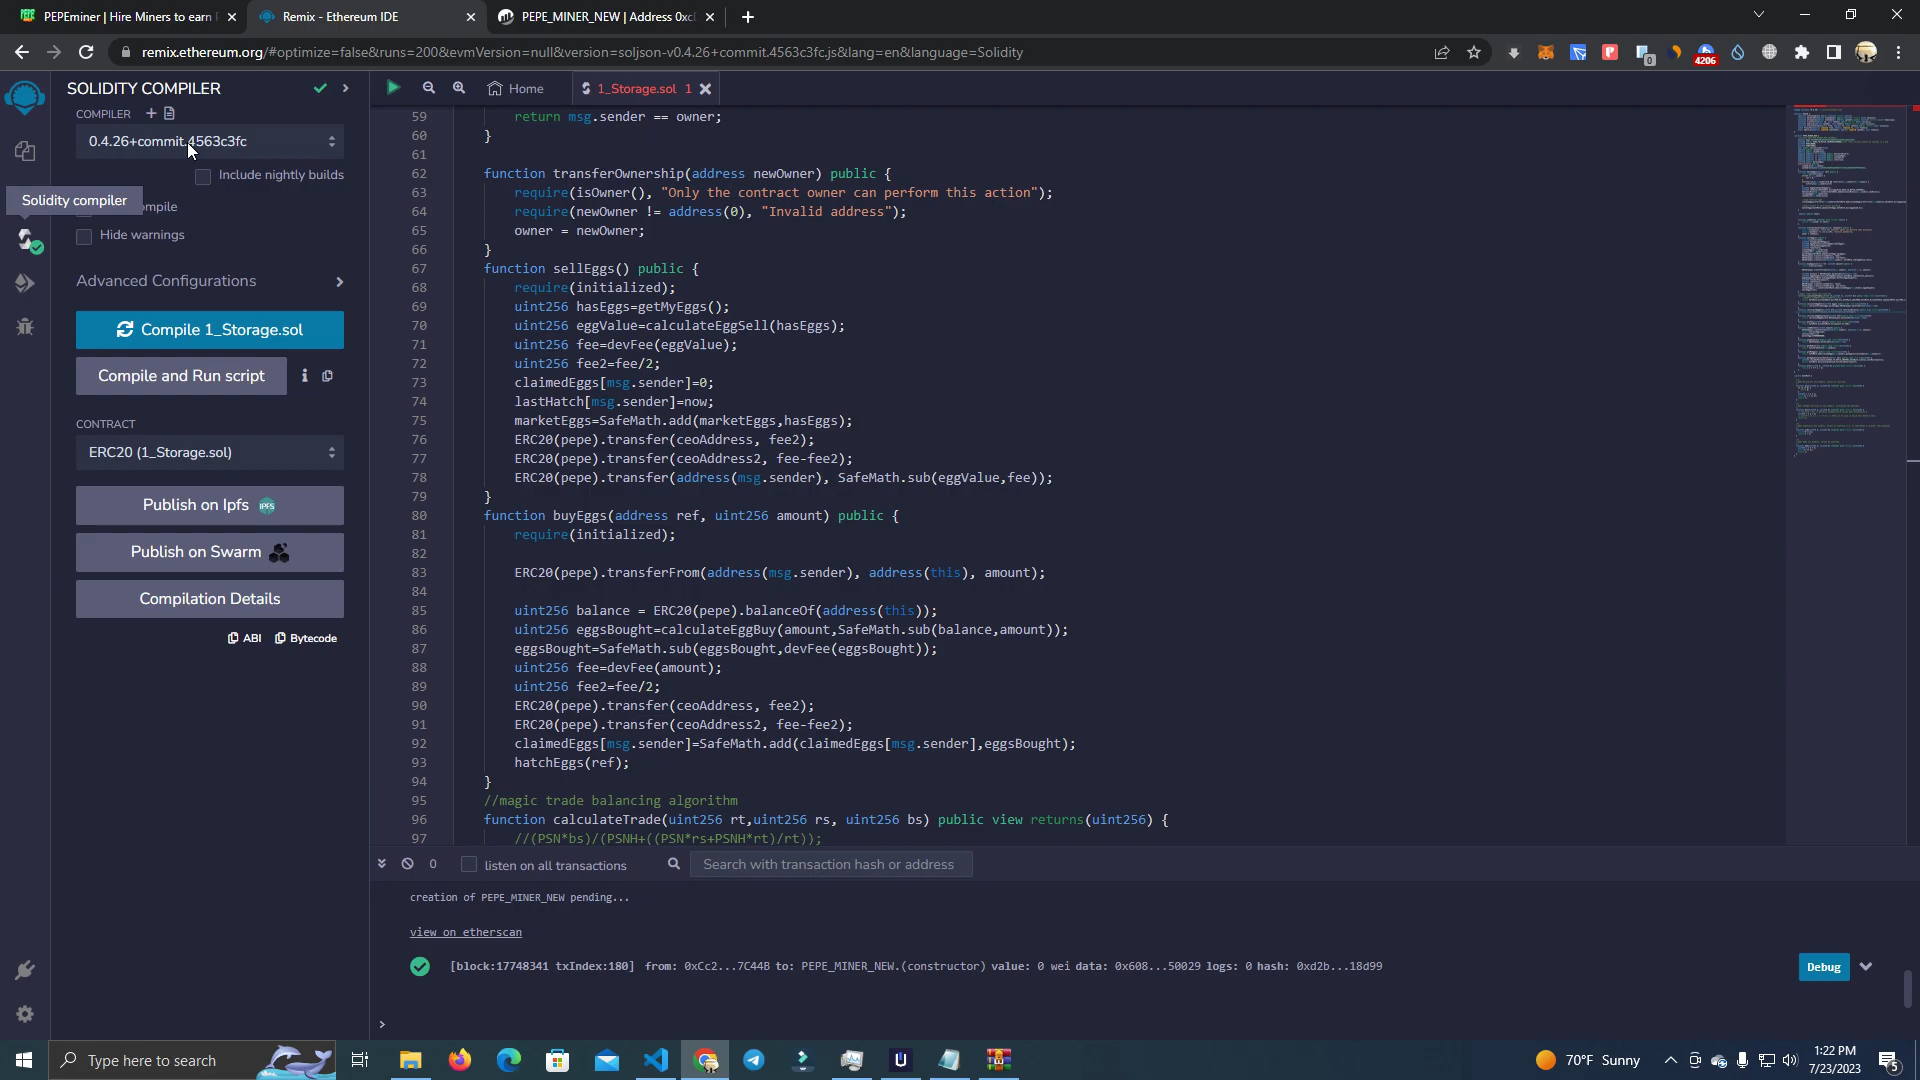 PEPEminer | Hire Miners to earn
Remix - Ethereum IDE
PEPE_MINER_NEW | Address 0xcl
remix.ethereum.org/#optimize=false&runs=200&evmVersion=null&version=soljson-v0.4.26+commit.4563c3fc.js&lang=en&language=Solidity
0
4206
SOLIDITY COMPILER
COMPILER
0.4.26+commit.4563c3fc
Include nightly builds
Solidity compiler
ompile
Hide warnings
Advanced Configurations
Compile 1_Storage.sol
Compile and Run script
CONTRACT
ERC20 (1_Storage.sol)
Publish on Ipfs
IPFS
Publish on Swarm
Compilation Details
ABI
Bytecode
Home
1_Storage.sol 1
59 return msg.sender == owner;
60 }
61
62 function transferOwnership(address newOwner) public {
63 require(isOwner(), "Only the contract owner can perform this action");
64 require(newOwner != address(0), "Invalid address");
65 owner = newOwner;
66 }
67 function sellEggs() public {
68 require(initialized);
69 uint256 hasEggs=getMyEggs();
70 uint256 eggValue=calculateEggSell(hasEggs);
71 uint256 fee=devFee(eggValue);
72 uint256 fee2=fee/2;
73 claimedEggs[msg.sender]=0;
74 lastHatch[msg.sender]=now;
75 marketEggs=SafeMath.add(marketEggs,hasEggs);
76 ERC20(pepe).transfer(ceoAddress, fee2);
77 ERC20(pepe).transfer(ceoAddress2, fee-fee2);
78 ERC20(pepe).transfer(address(msg.sender), SafeMath.sub(eggValue,fee));
79 }
80 function buyEggs(address ref, uint256 amount) public {
81 require(initialized);
82
83 ERC20(pepe).transferFrom(address(msg.sender), address(this), amount);
84
85 uint256 balance = ERC20(pepe).balanceOf(address(this));
86 uint256 eggsBought=calculateEggBuy(amount,SafeMath.sub(balance,amount));
87 eggsBought=SafeMath.sub(eggsBought,devFee(eggsBought));
88 uint256 fee=devFee(amount);
89 uint256 fee2=fee/2;
90 ERC20(pepe).transfer(ceoAddress, fee2);
91 ERC20(pepe).transfer(ceoAddress2, fee-fee2);
92 claimedEggs[msg.sender]=SafeMath.add(claimedEggs[msg.sender],eggsBought);
93 hatchEggs(ref);
94 }
95 //magic trade balancing algorithm
96 function calculateTrade(uint256 rt,uint256 rs, uint256 bs) public view returns(uint256) {
97 //(PSN*bs)/(PSNH+((PSN*rs+PSNH*rt)/rt));
0
listen on all transactions
Search with transaction hash or address
creation of PEPE_MINER_NEW pending...
view on etherscan
[block:17748341 txIndex:180] from: 0xCc2...7C44B to: PEPE_MINER_NEW.(constructor) value: 0 wei data: 0x608...50029 logs: 0 hash: 0xd2b...18d99
Debug
>
Type here to search
70°F Sunny
1:22 PM
7/23/2023
5